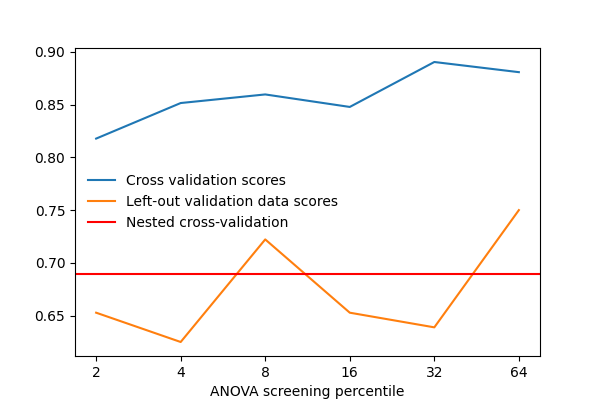 0.90
0.85
0.80
0.75
0.70
0.65
Cross validation scores
Left-out validation data scores
Nested cross-validation
2 4 8 16 32 64
ANOVA screening percentile